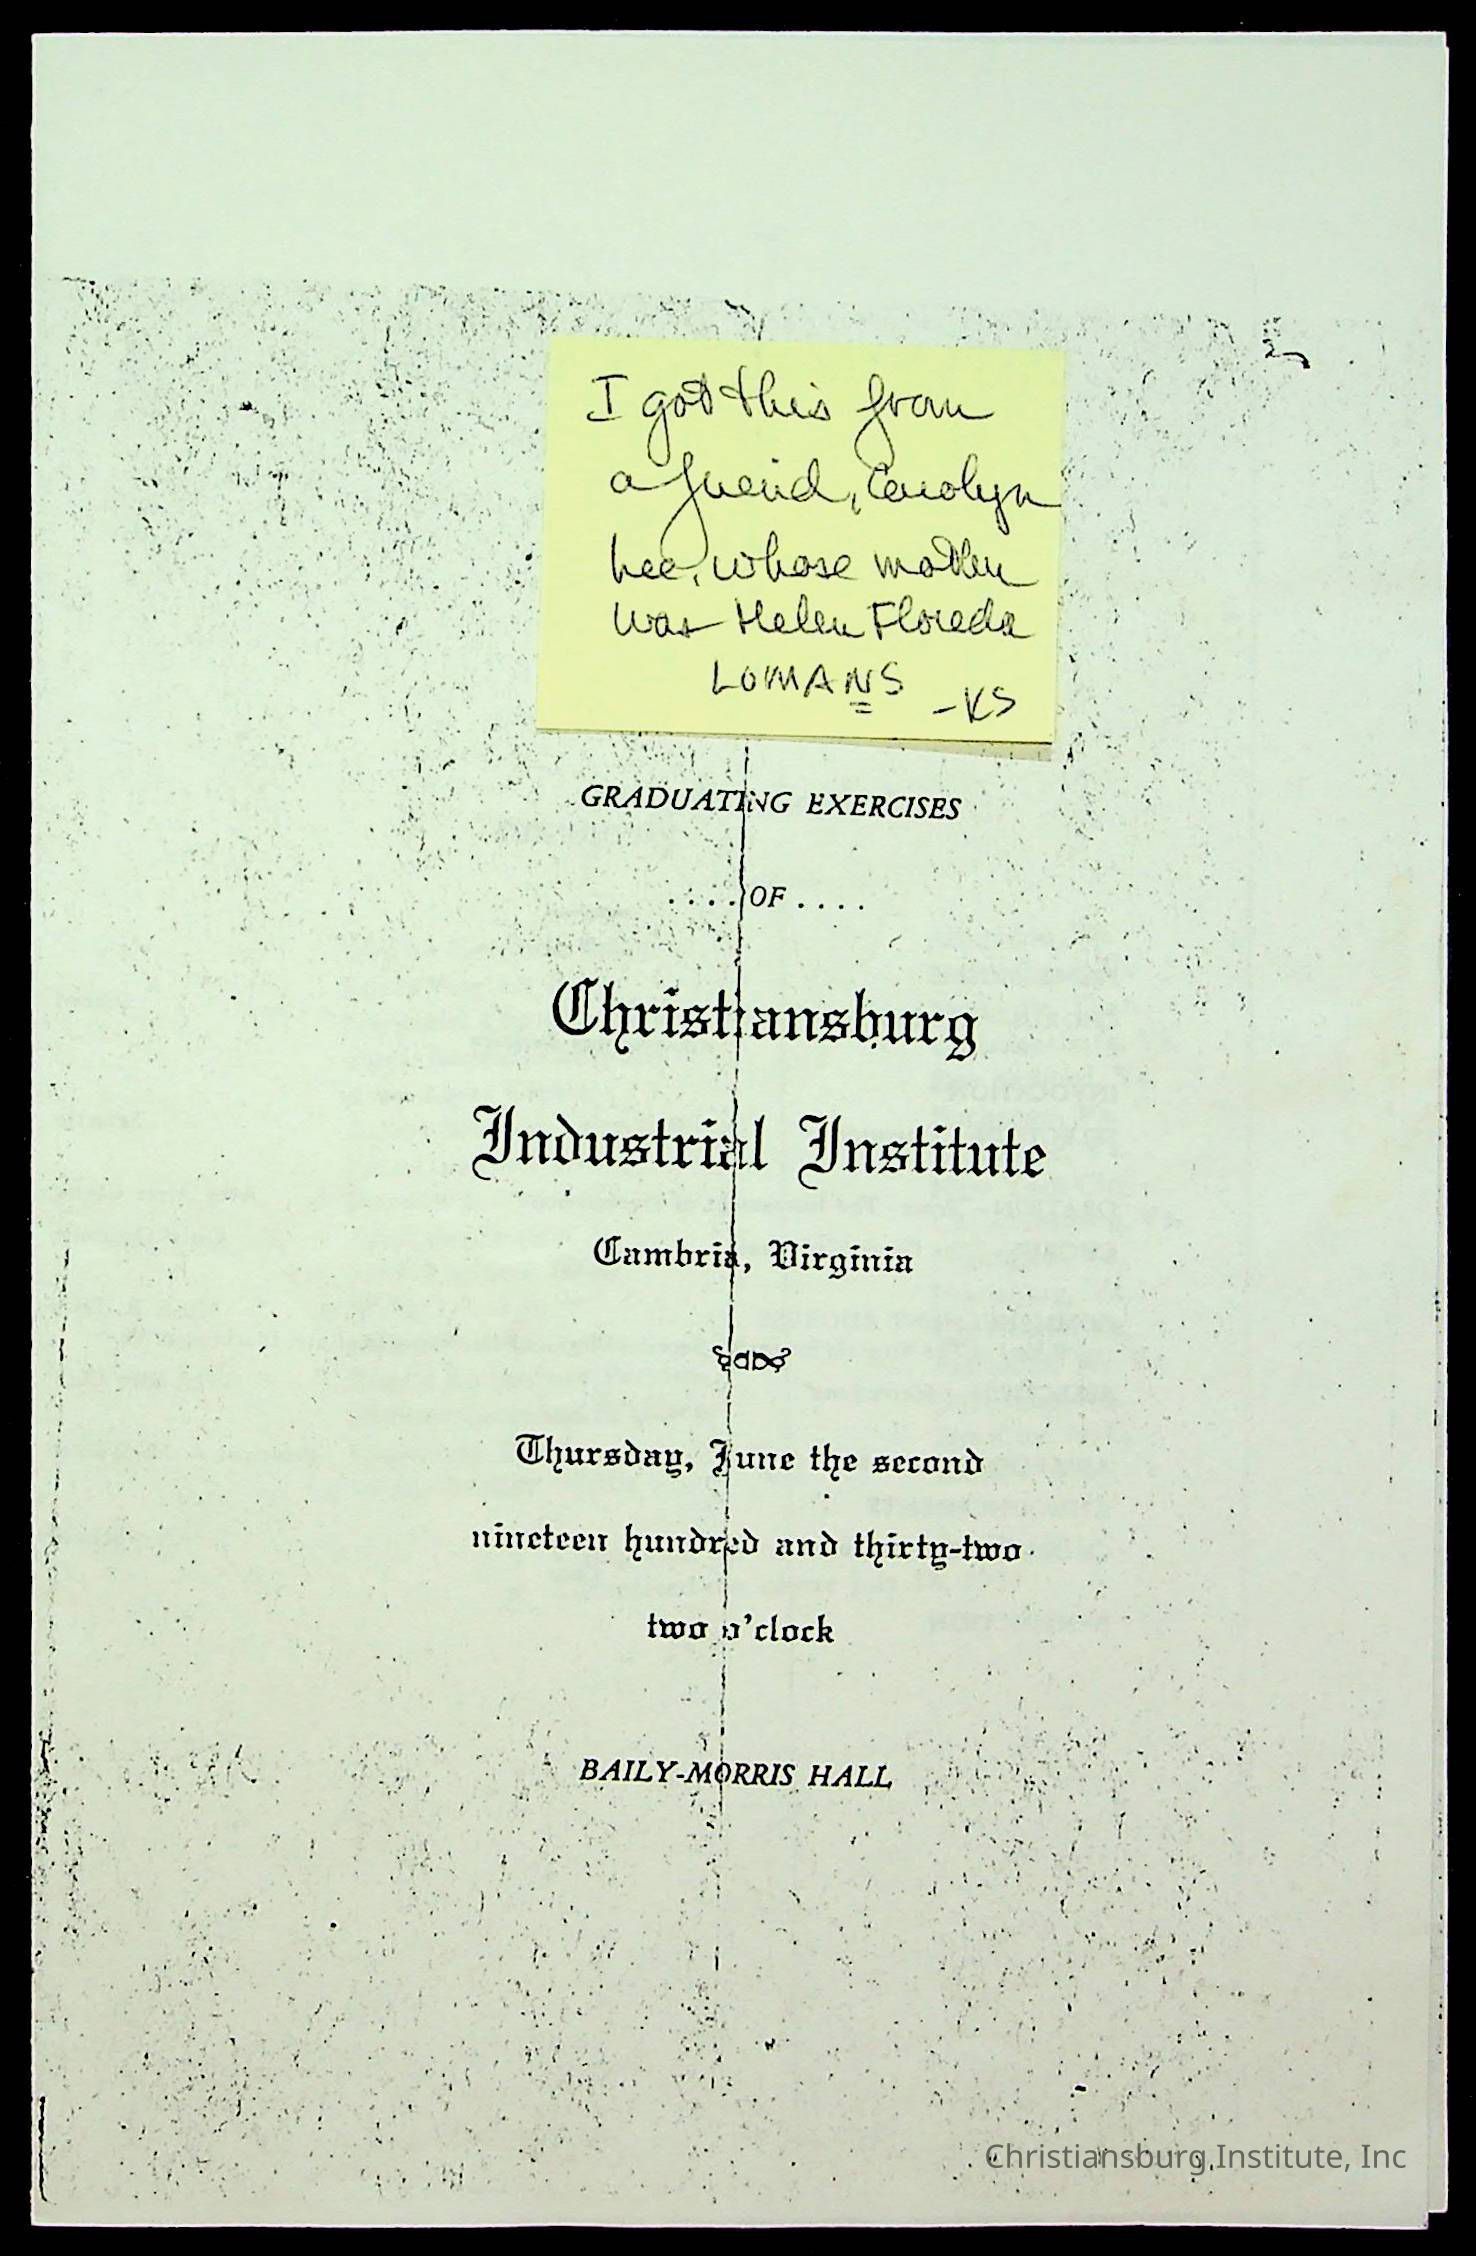 I got this from
a friend, Carolyn
Lee, whose mother
was Helen Floreda
LOMANS
-KS
GRADUATING EXERCISES
....OF....
Christiansburg
Industrial Institute
Cambria, Virginia
Thursday, June the second
nineteen hundred and thirty-two
two o'clock
BAILY-MORRIS HALL
Christiansburg Institute, Inc